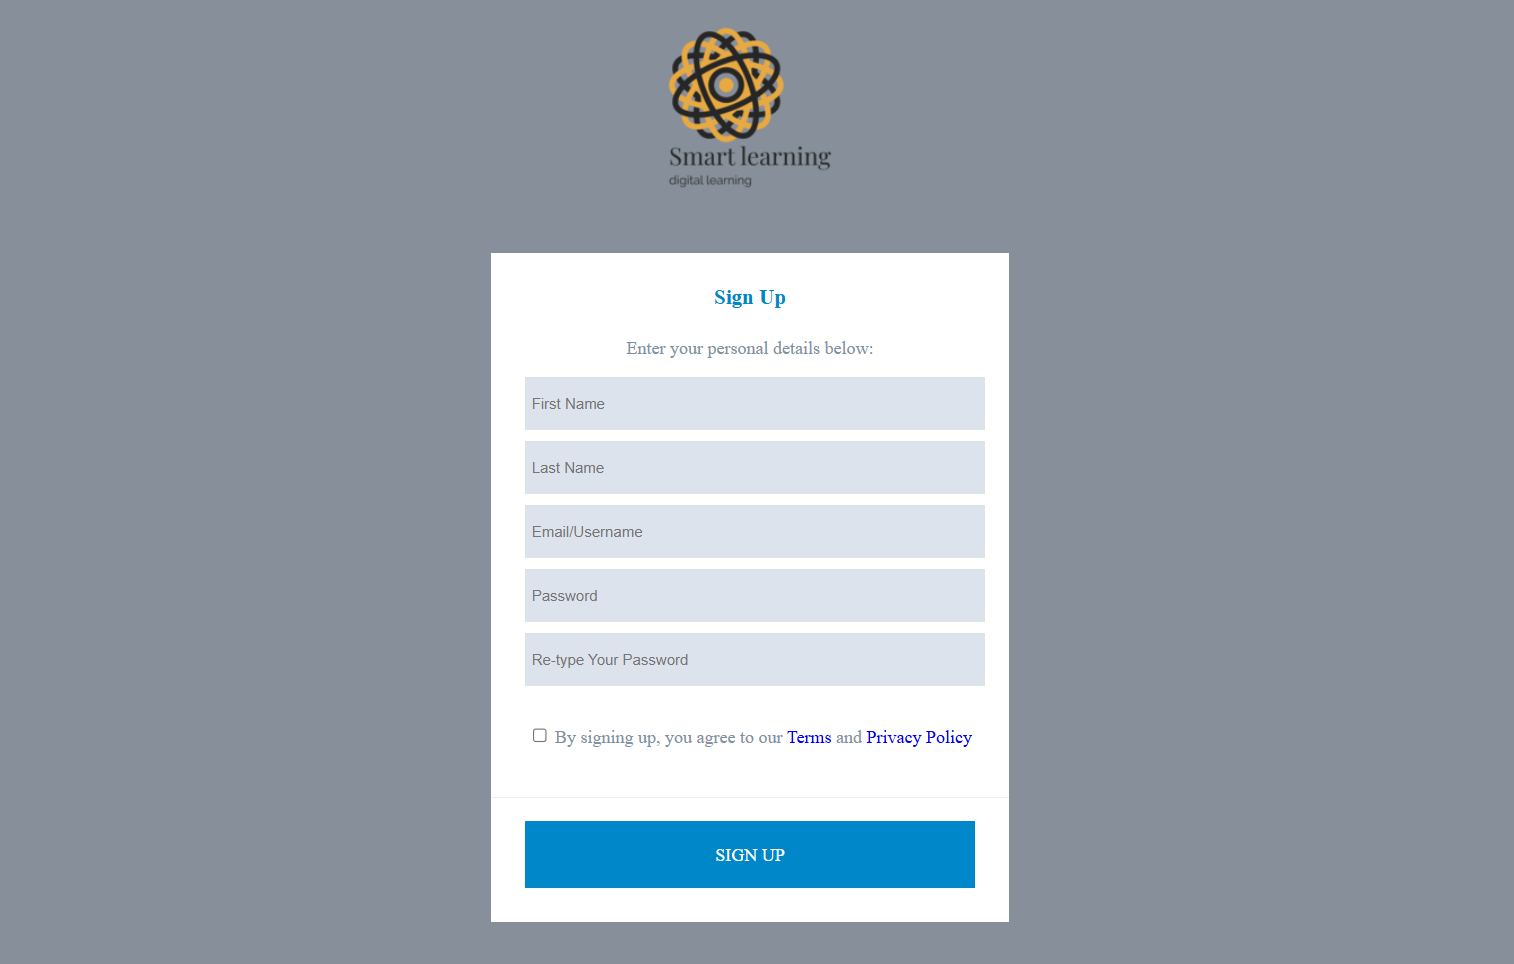 Smart learning
digital learning
Sign Up
Enter your personal details below:
First Name
Last Name
Email/Username
Password
Re-type Your Password
By signing up, you agree to our Terms and Privacy Policy
SIGN UP